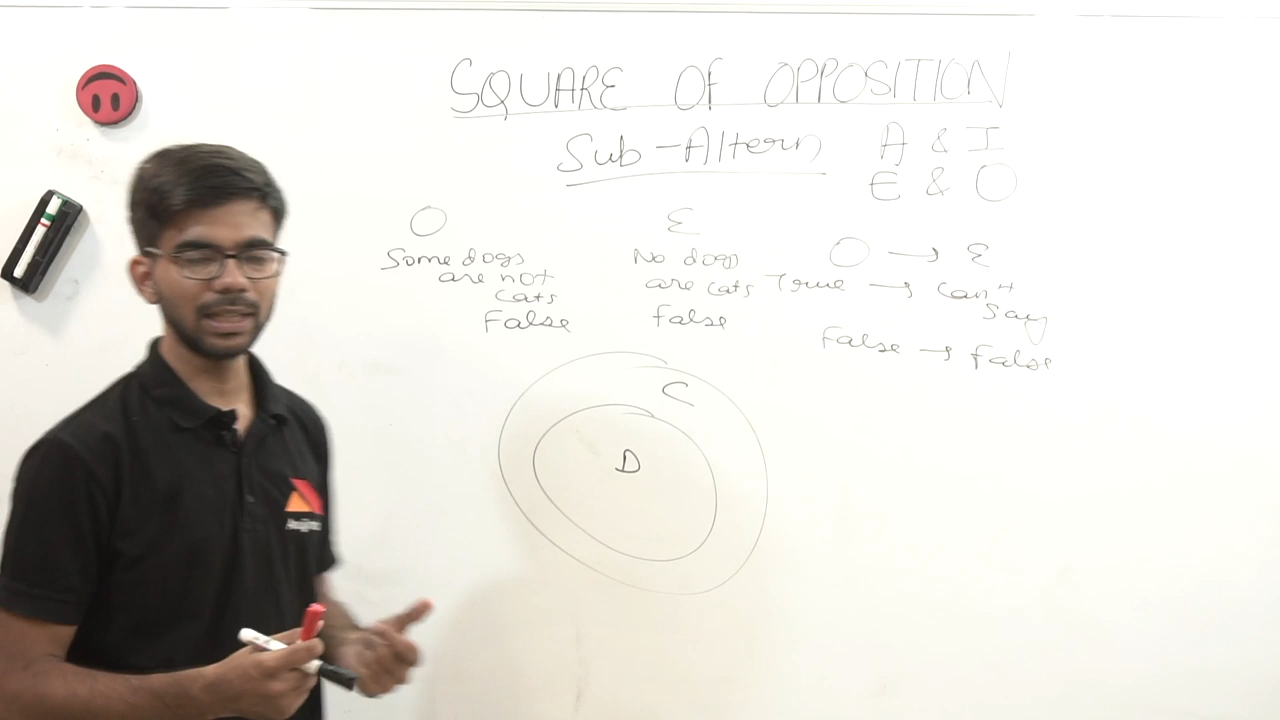 SQUARE OF OPPOSITION
Sub-Altern A & I
E & O
O
Some dogs
are not
cats
False
E
No dogs
are cats
False
O → E
True → Can't
Say
False → False
C
D